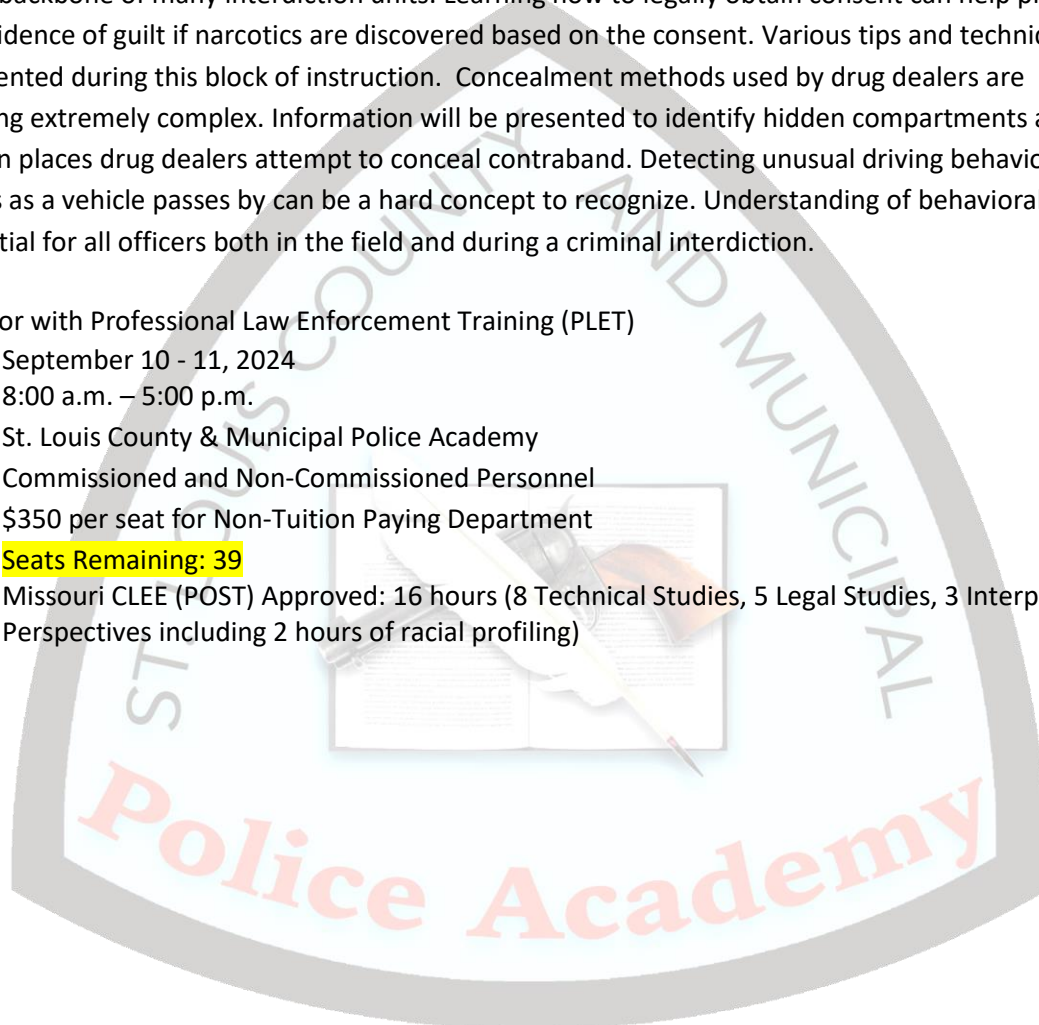 backbone of many interdiction units. Learning how to legally obtain consent can help
idence of guilt if narcotics are discovered based on the consent. Various tips and
ented during this block of instruction. Concealment methods used by drug dealers are
ng extremely complex. Information will be presented to identify hidden compartments
n places drug dealers attempt to conceal contraband. Detecting unusual driving
s as a vehicle passes by can be a hard concept to recognize. Understanding of behavioral
tial for all officers both in the field and during a criminal interdiction.
or with Professional Law Enforcement Training (PLET)
September 10 - 11, 2024
8:00 a.m. – 5:00 p.m.
St. Louis County & Municipal Police Academy
Commissioned and Non-Commissioned Personnel
$350 per seat for Non-Tuition Paying Department
Seats Remaining: 39
Missouri CLEE (POST) Approved: 16 hours (8 Technical Studies, 5 Legal Studies, 3 Interp
Perspectives including 2 hours of racial profiling)
ST. LOUIS COUNTY AND MUNICIPAL
Police Academy